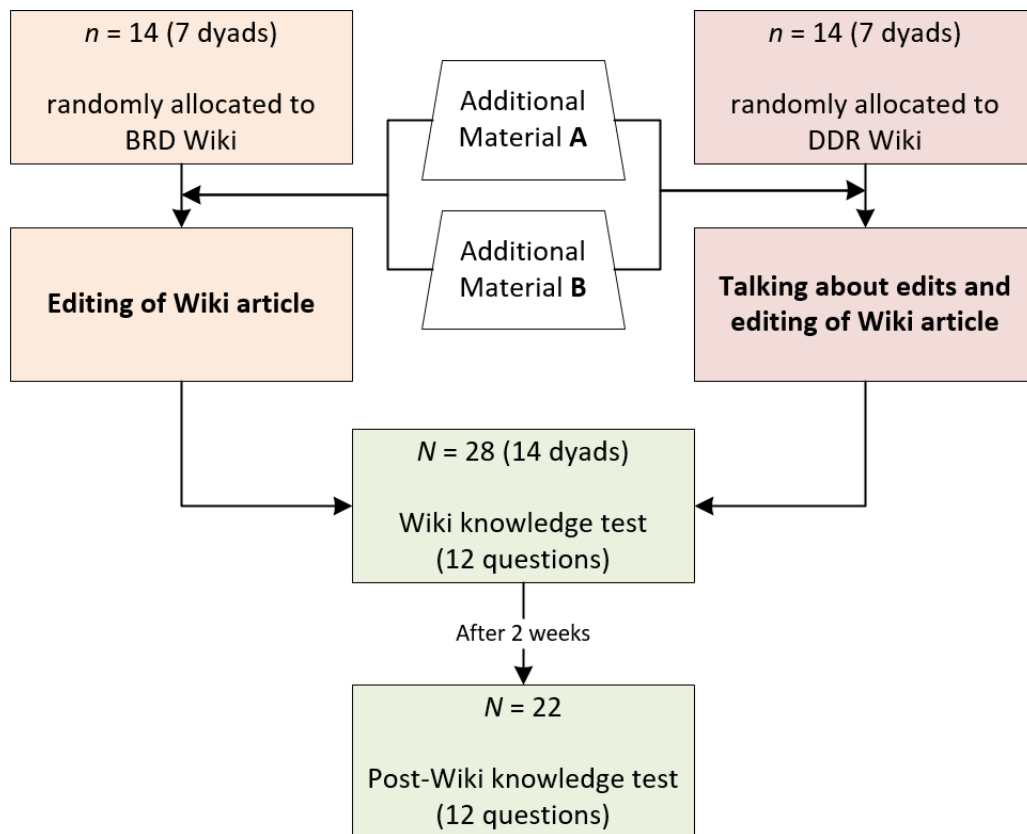 n = 14 (7 dyads)
randomly allocated to
BRD Wiki
Additional
Material A
n = 14 (7 dyads)
randomly allocated to
DDR Wiki
Additional
Material B
Editing of Wiki article
Talking about edits and
editing of Wiki article
N = 28 (14 dyads)
Wiki knowledge test
(12 questions)
After 2 weeks
N = 22
Post-Wiki knowledge test
(12 questions)